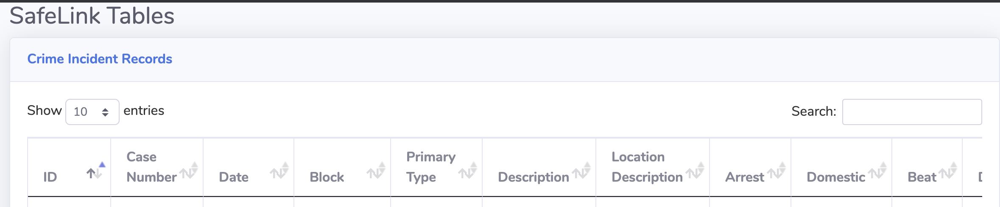 SafeLink Tables
Crime Incident Records
Show 10 entries
Search:
ID
Case
Number
Date
Block
Primary
Type
Description
Location
Description
Arrest
Domestic
Beat